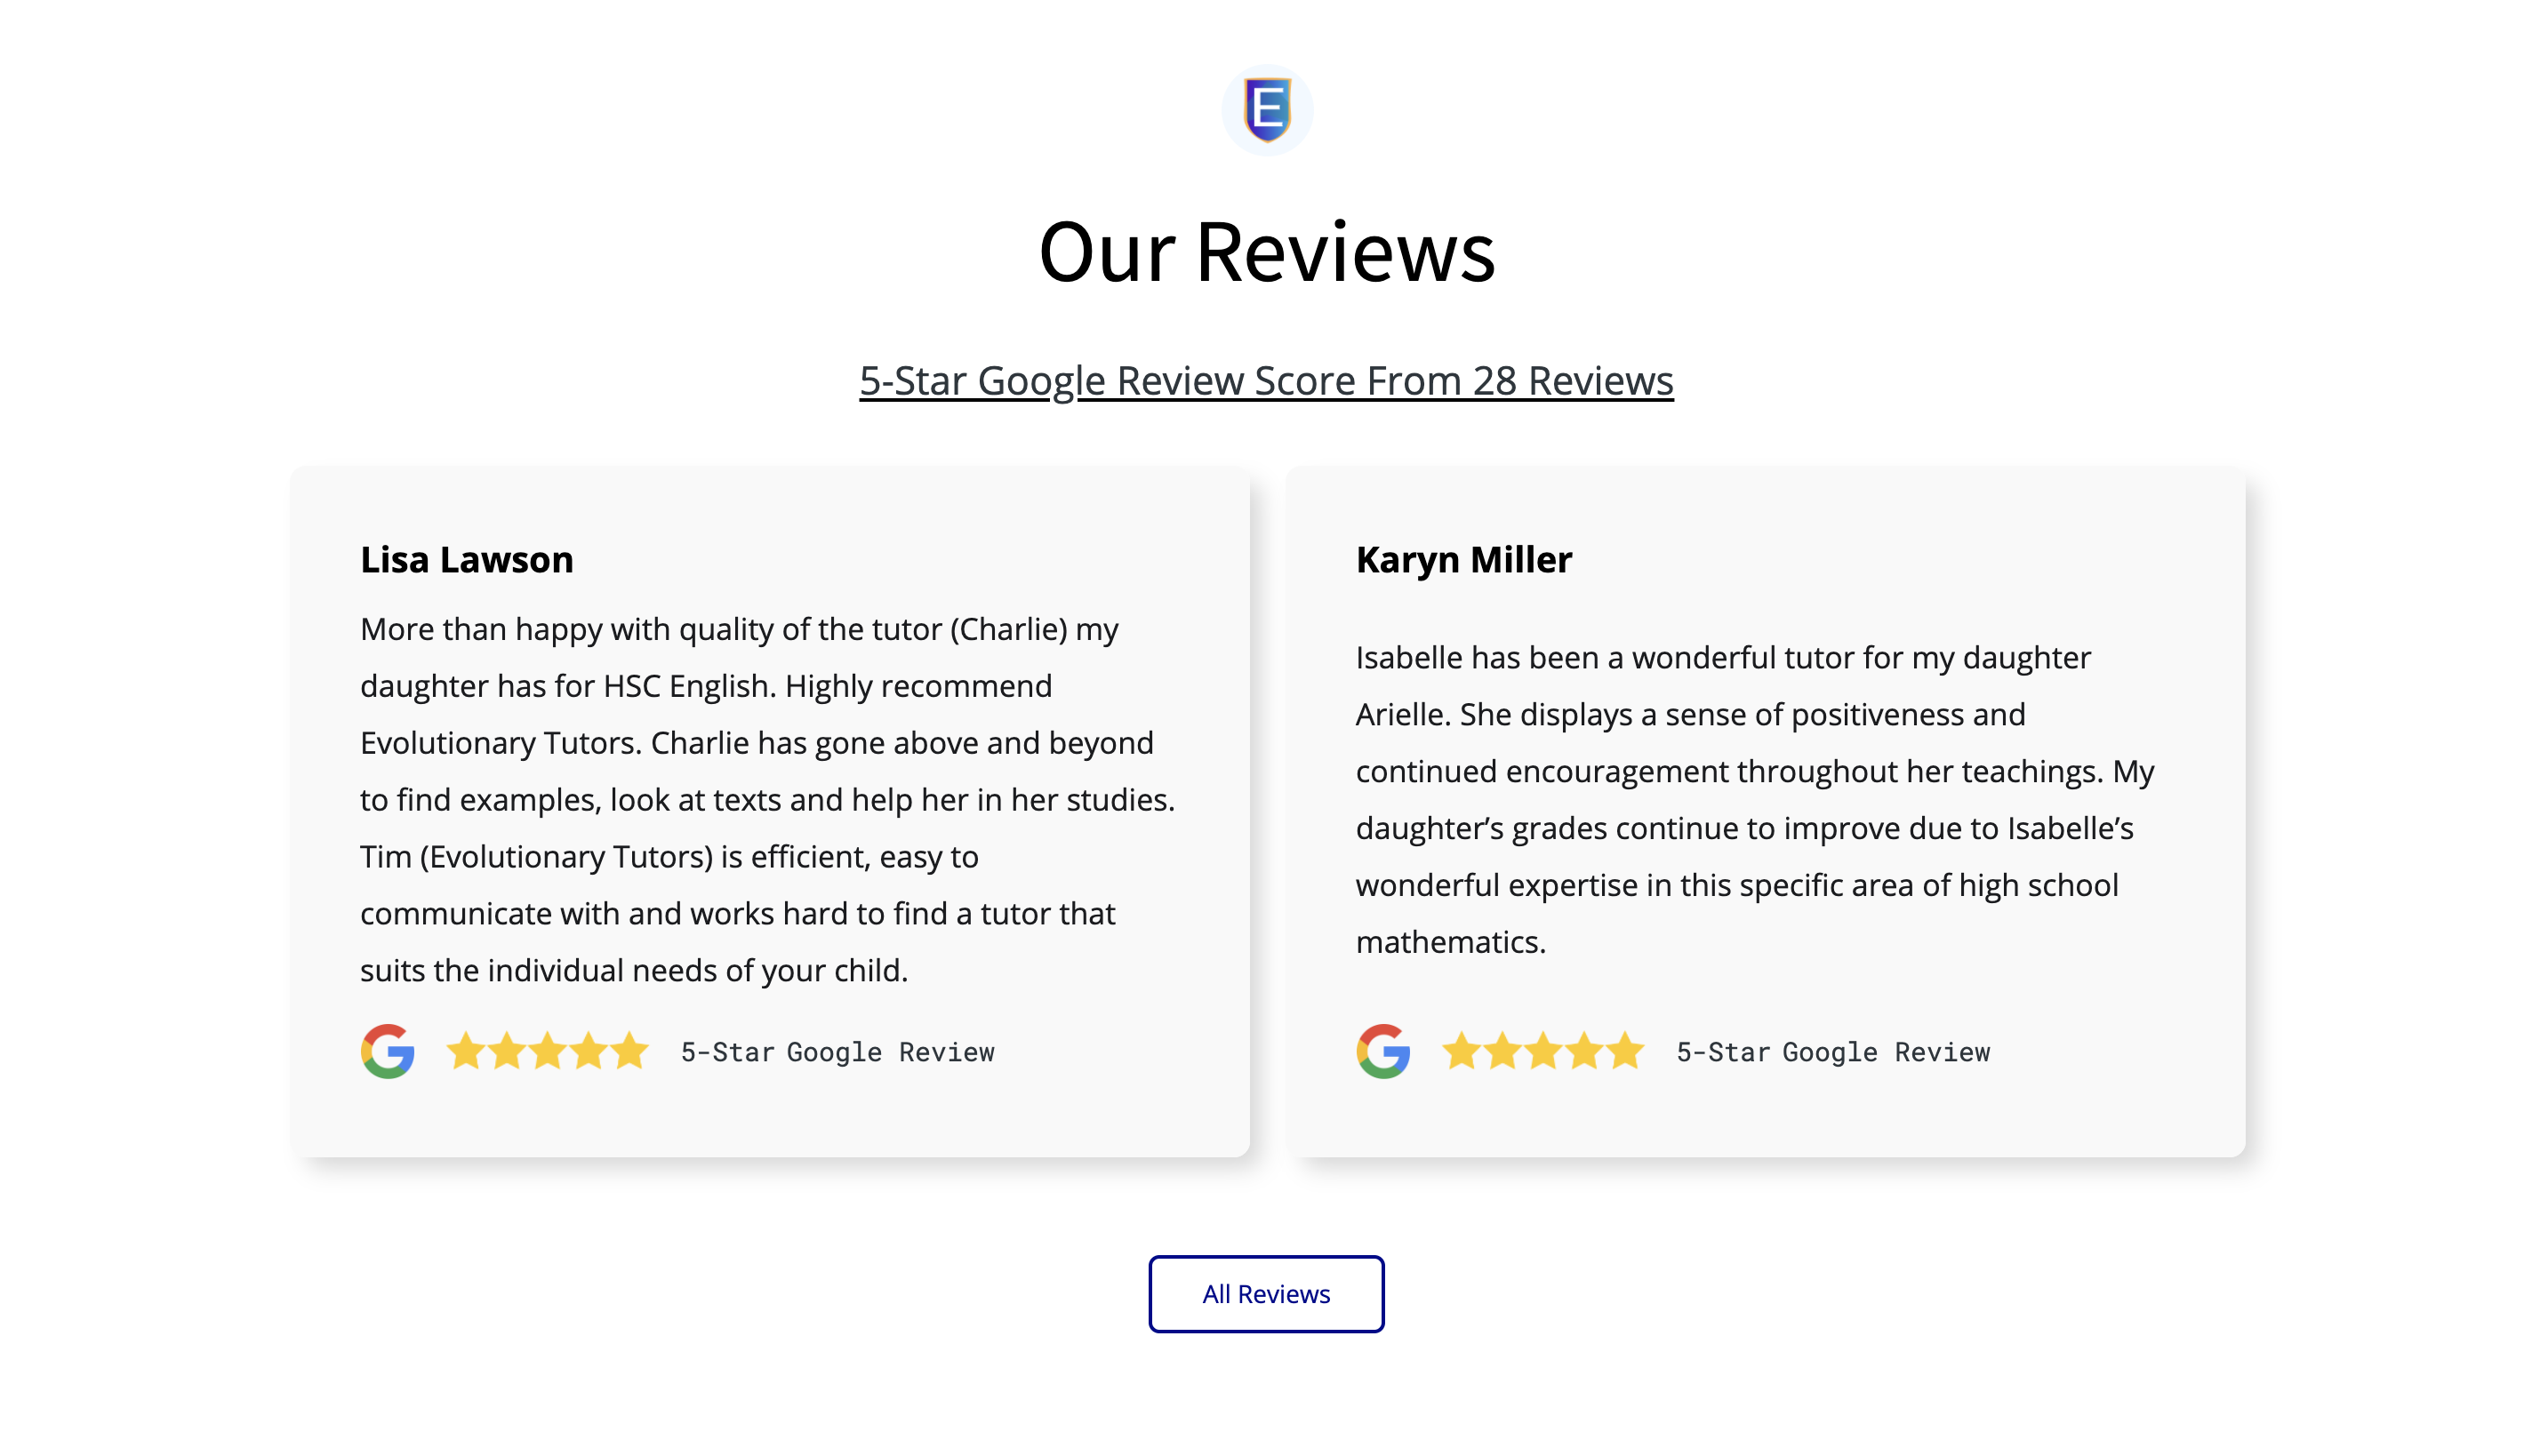 E
Our Reviews
5-Star Google Review Score From 28 Reviews
Lisa Lawson
More than happy with quality of the tutor (Charlie) my
daughter has for HSC English. Highly recommend
Evolutionary Tutors. Charlie has gone above and beyond
to find examples, look at texts and help her in her studies.
Tim (Evolutionary Tutors) is efficient, easy to
communicate with and works hard to find a tutor that
suits the individual needs of your child.
G 5-Star Google Review
Karyn Miller
Isabelle has been a wonderful tutor for my daughter
Arielle. She displays a sense of positiveness and
continued encouragement throughout her teachings. My
daughter’s grades continue to improve due to Isabelle’s
wonderful expertise in this specific area of high school
mathematics.
G 5-Star Google Review
All Reviews